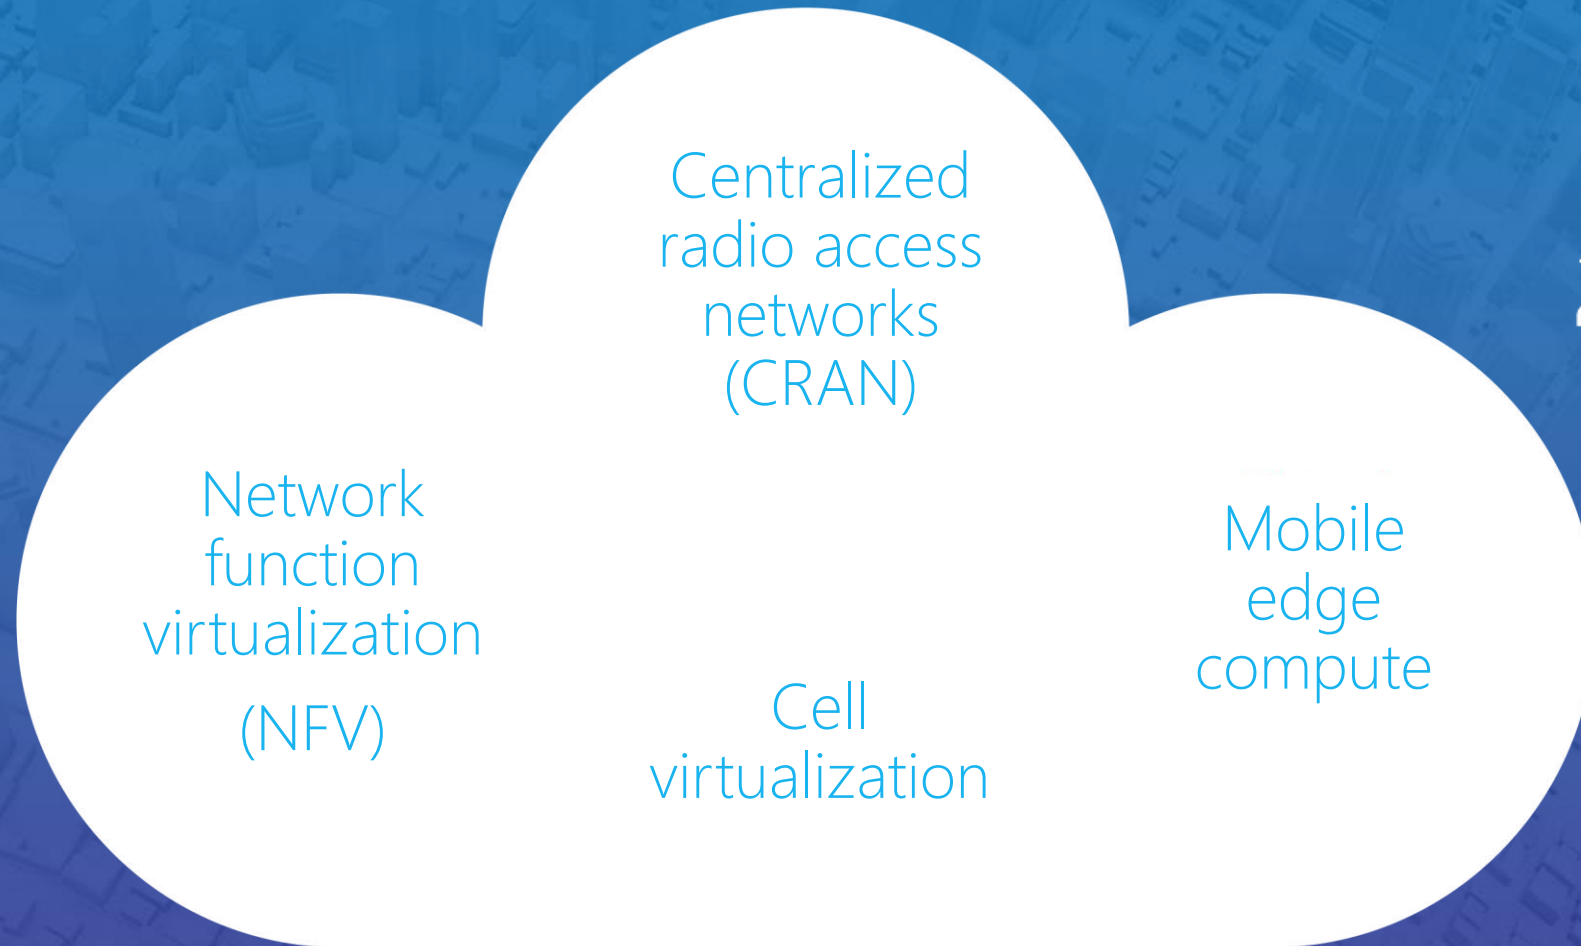 Centralized
radio access
networks
(CRAN)
Network
function
virtualization
(NFV)
Cell
virtualization
Mobile
edge
compute